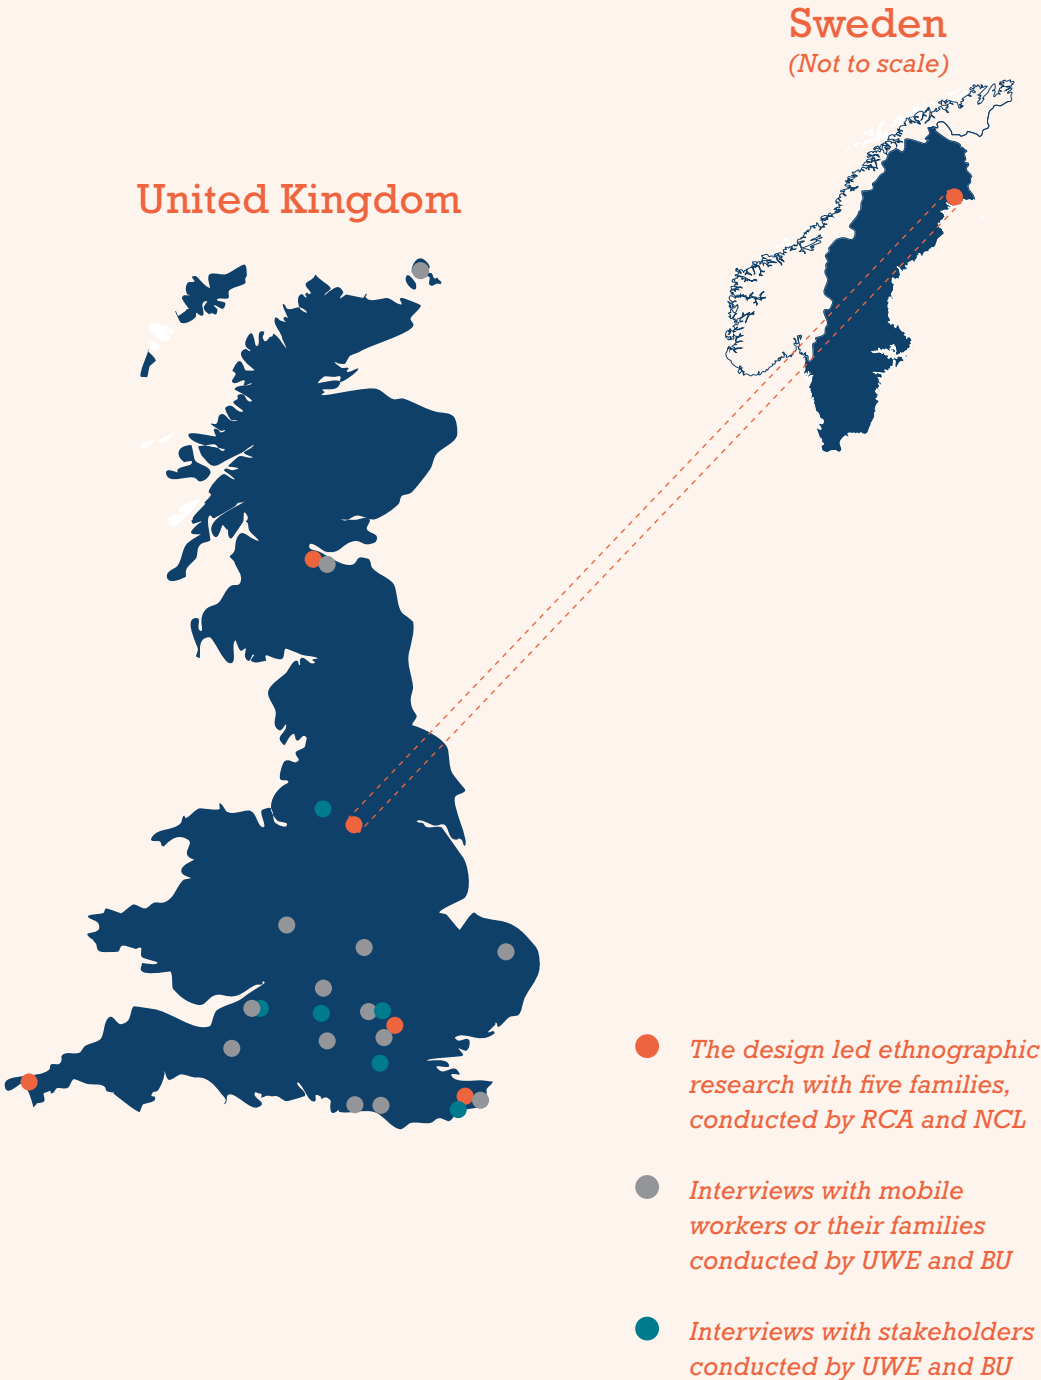 Sweden
(Not to scale)
United Kingdom
The design led ethnographic
research with five families,
conducted by RCA and NCL
Interviews with mobile
workers or their families
conducted by UWE and BU
Interviews with stakeholders
conducted by UWE and BU